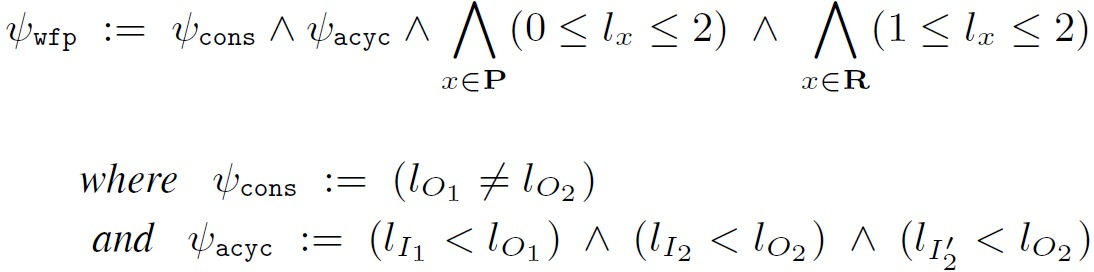 ψ_wfp := ψ_cons ∧ ψ_acyc ∧ ⋀_{x∈P} (0 ≤ l_x ≤ 2) ∧ ⋀_{x∈R} (1 ≤ l_x ≤ 2)
where ψ_cons := (l_{O_1} ≠ l_{O_2})
and ψ_acyc := (l_{I_1} < l_{O_1}) ∧ (l_{I_2} < l_{O_2}) ∧ (l_{I_2'} < l_{O_2})